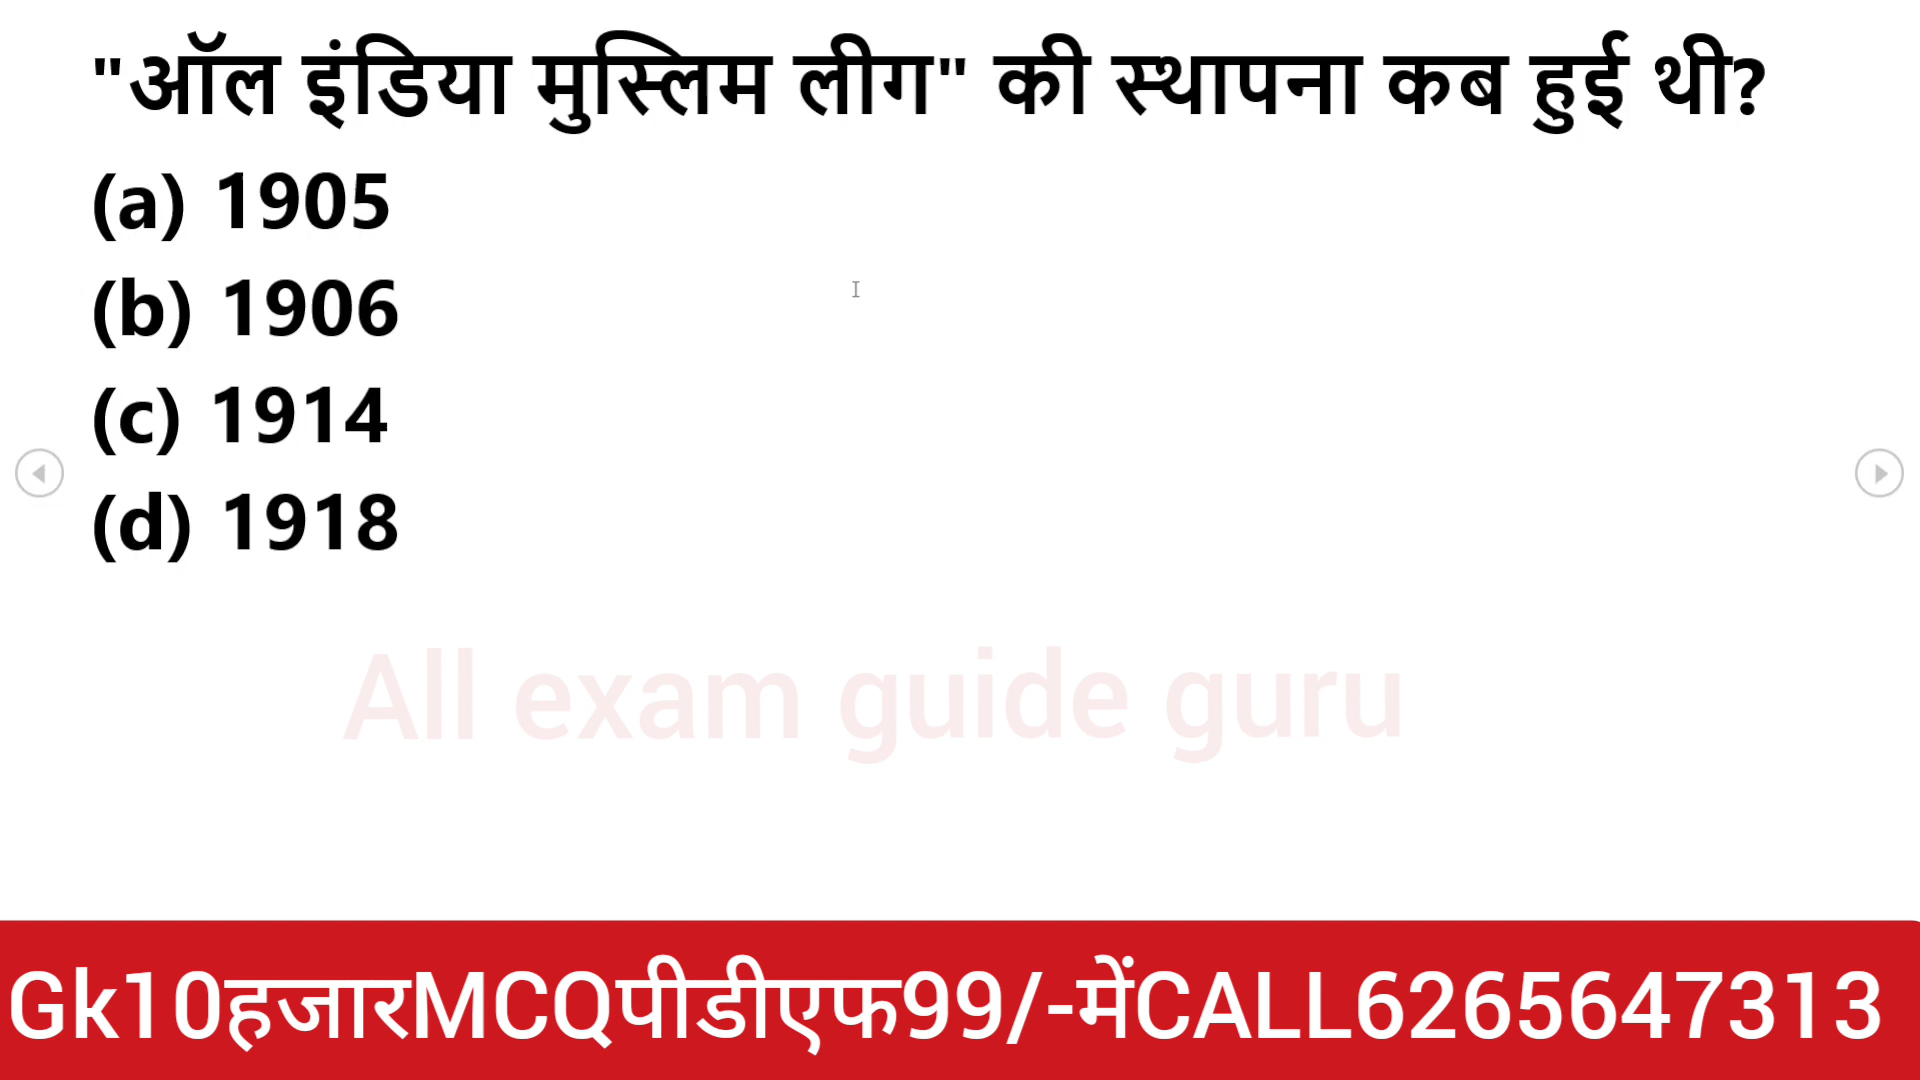 "ऑल इंडिया मुस्लिम लीग" की स्थापना कब हुई थी?
(a) 1905
(b) 1906
(c) 1914
(d) 1918
All exam guide guru
Gk10हजारMCQपीडीएफ99/-मेंCALL6265647313